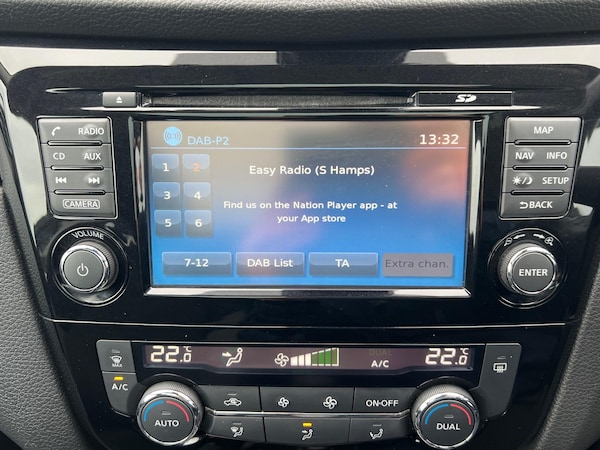 SD
RADIO
CD AUX
CAMERA
VOLUME
DAB-P2 13:32
1 2
3 4
5 6
Easy Radio (S Hamps)
Find us on the Nation Player app - at
your App store
7-12 DAB List TA Extra chan.
MAP
NAV INFO
SETUP
BACK
ENTER
22.0°C DUAL 22.0°C
A/C
MAX
A/C
AUTO
ON-OFF
DUAL